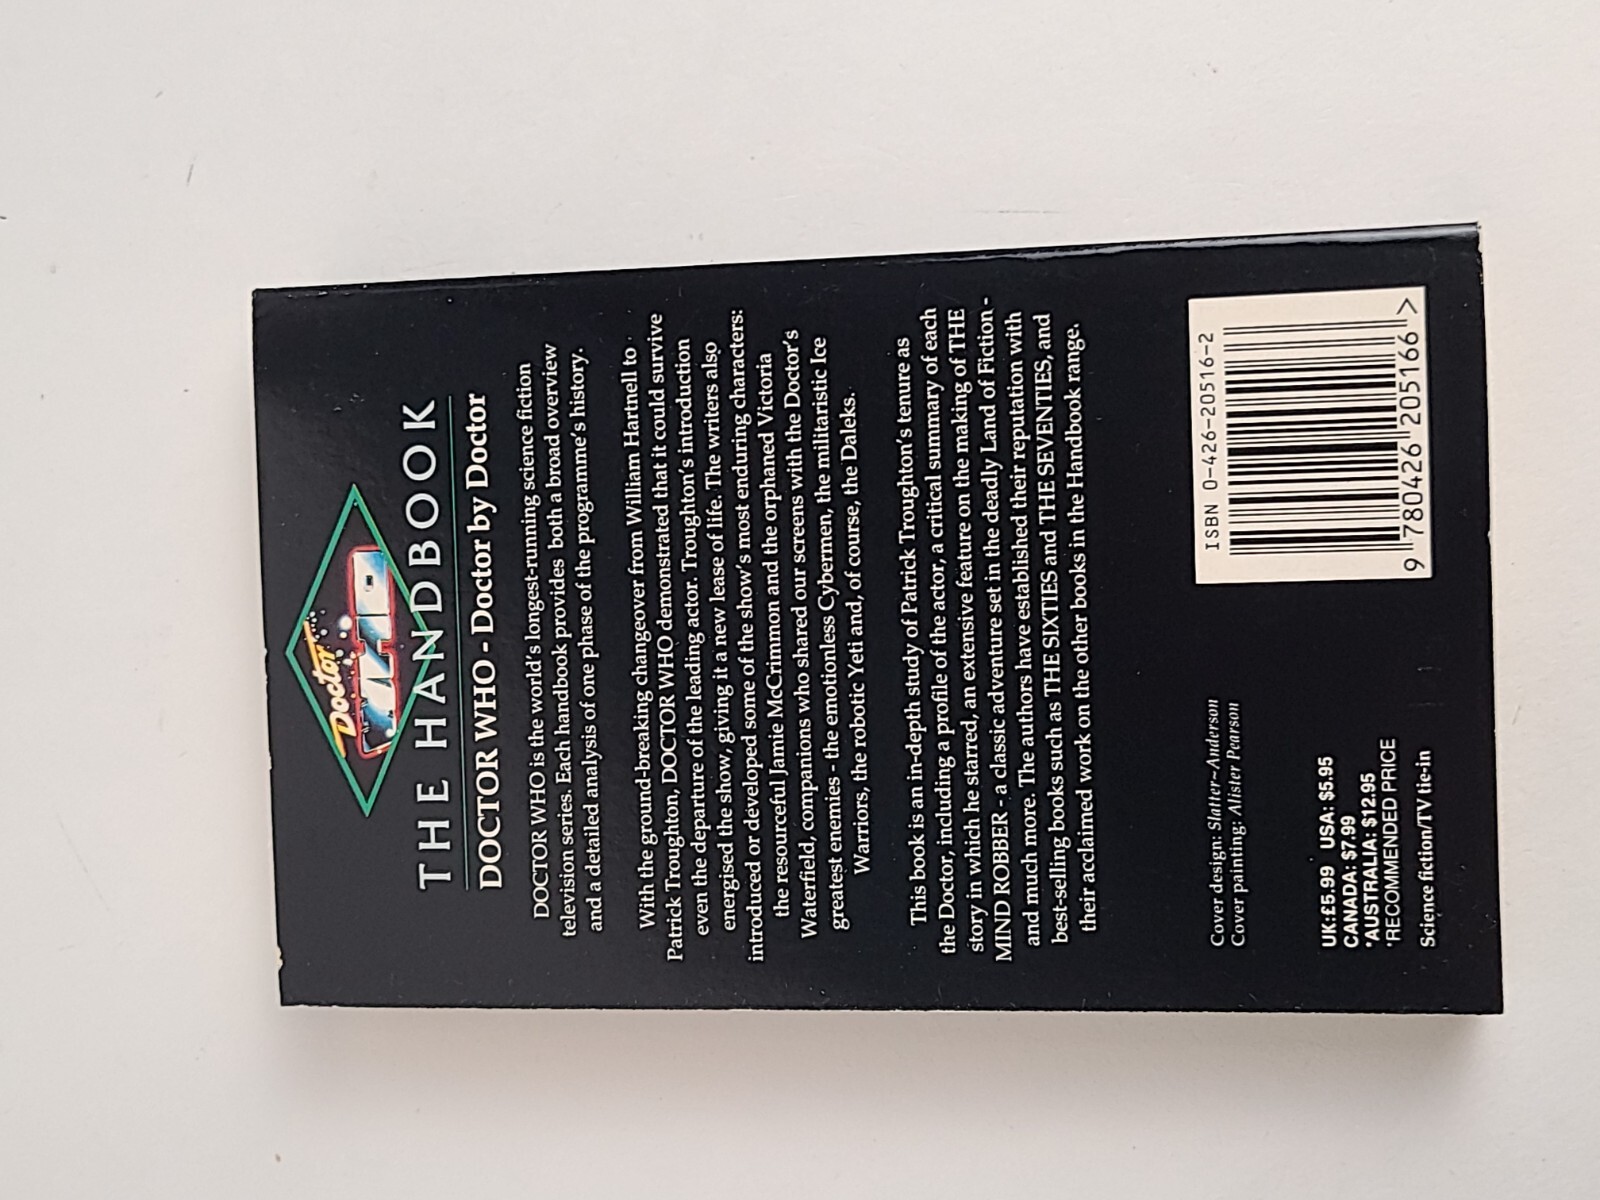 Doctor
WHO
THE HANDBOOK
DOCTOR WHO - Doctor by Doctor
DOCTOR WHO is the world's longest-running science fiction
television series. Each handbook provides both a broad overview
and a detailed analysis of one phase of the programme's history.
With the ground-breaking changeover from William Hartnell to
Patrick Troughton, DOCTOR WHO demonstrated that it could survive
even the departure of the leading actor. Troughton's introduction
energised the show, giving it a new lease of life. The writers also
introduced or developed some of the show's most enduring characters:
the resourceful Jamie McCrimmon and the orphaned Victoria
Waterfield, companions who shared our screens with the Doctor's
greatest enemies - the emotionless Cybermen, the militaristic Ice
Warriors, the robotic Yeti and, of course, the Daleks.
This book is an in-depth study of Patrick Troughton's tenure as
the Doctor, including a profile of the actor, a critical summary of each
story in which he starred, an extensive feature on the making of THE
MIND ROBBER - a classic adventure set in the deadly Land of Fiction -
and much more. The authors have established their reputation with
best-selling books such as THE SIXTIES and THE SEVENTIES, and
their acclaimed work on the other books in the Handbook range.
Cover design: Slatter~Anderson
Cover painting: Alister Pearson
UK:£5.99 USA: $5.95
CANADA: $7.99
*AUSTRALIA: $12.95
*RECOMMENDED PRICE
Science fiction/TV tie-in
ISBN 0-426-20516-2
9 780426 205166 >